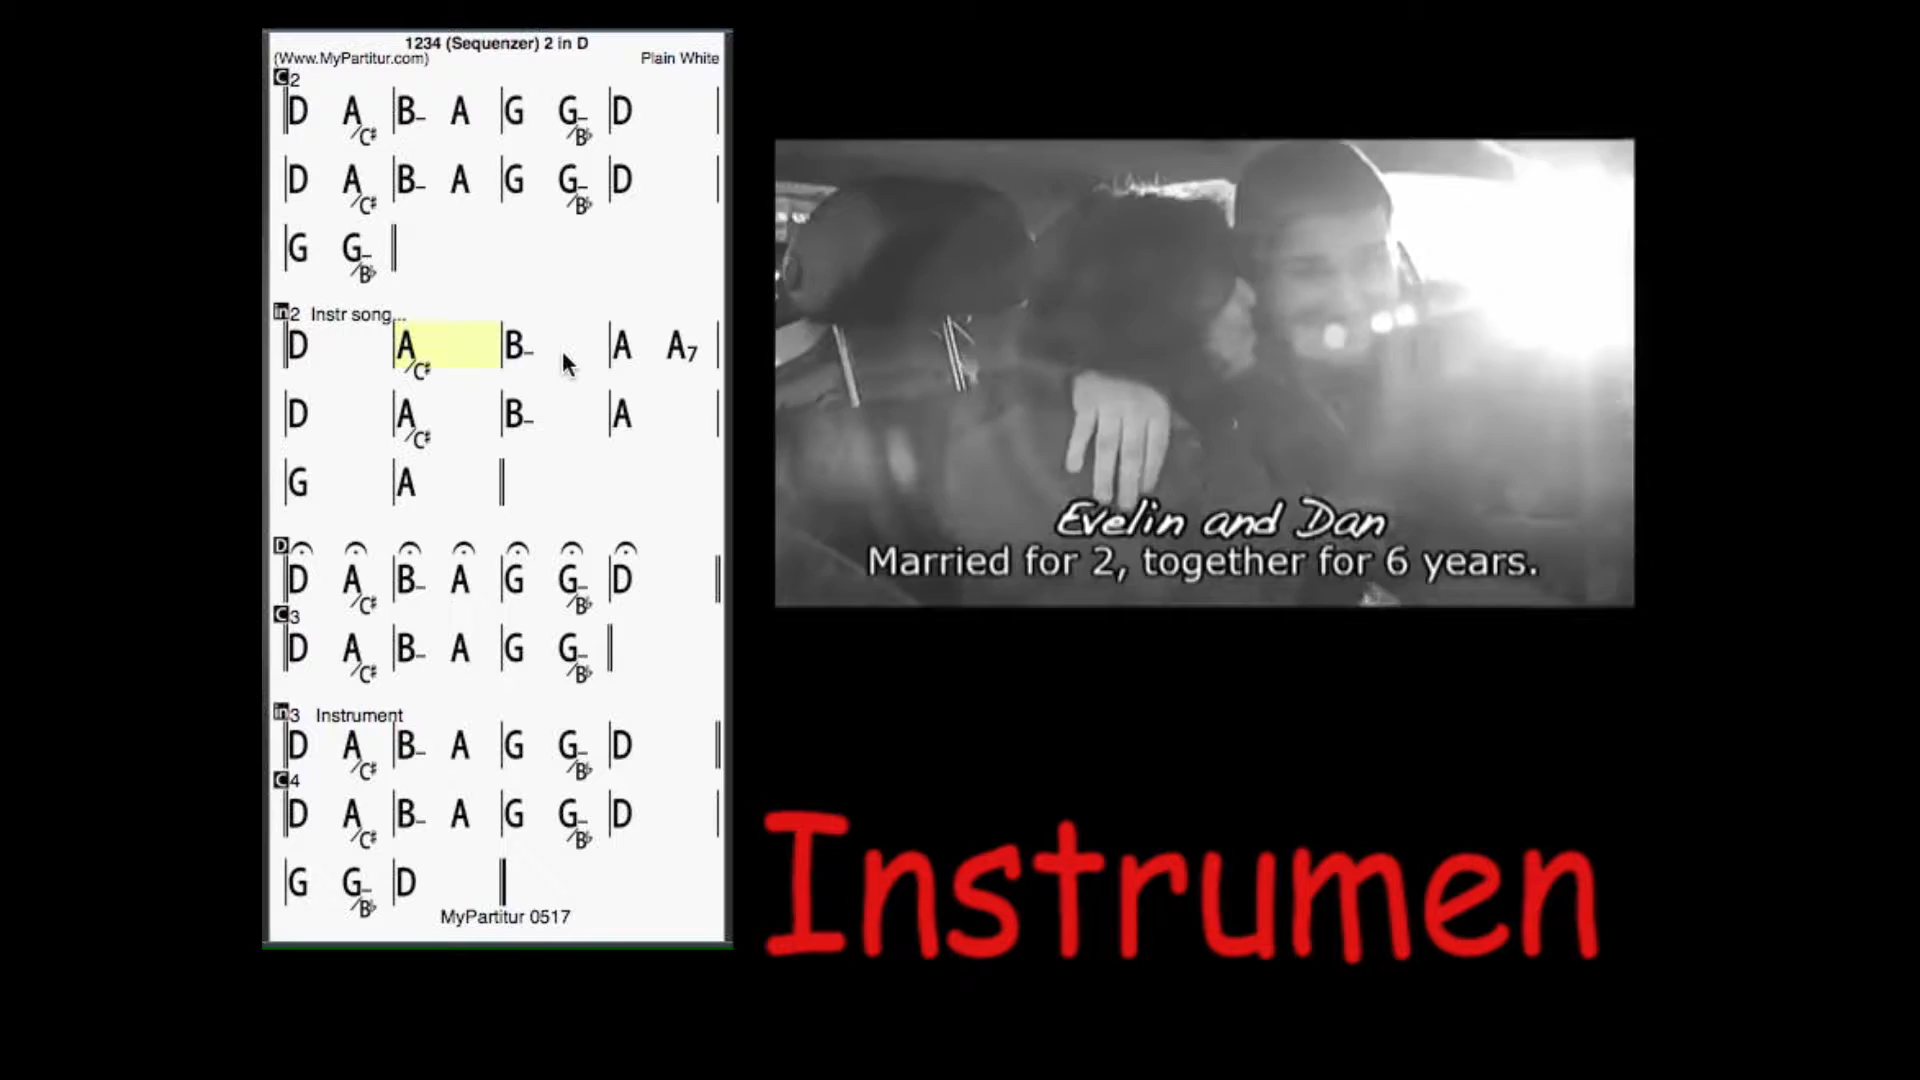 1234 (Sequenzer) 2 in D
(Www.MyPartitur.com) Plain White
C2
D A/C♯ B– A G G–/B♭ D
D A/C♯ B– A G G–/B♭ D
G G–/B♭
in2 Instr song...
D A/C♯ B– A A7
D A/C♯ B– A
G A
D
D A/C♯ B– A G G–/B♭ D
C3
D A/C♯ B– A G G–/B♭
in3 Instrument
D A/C♯ B– A G G–/B♭ D
C4
D A/C♯ B– A G G–/B♭ D
G G–/B♭ D
MyPartitur 0517
Evelin and Dan
Married for 2, together for 6 years.
Instrumen